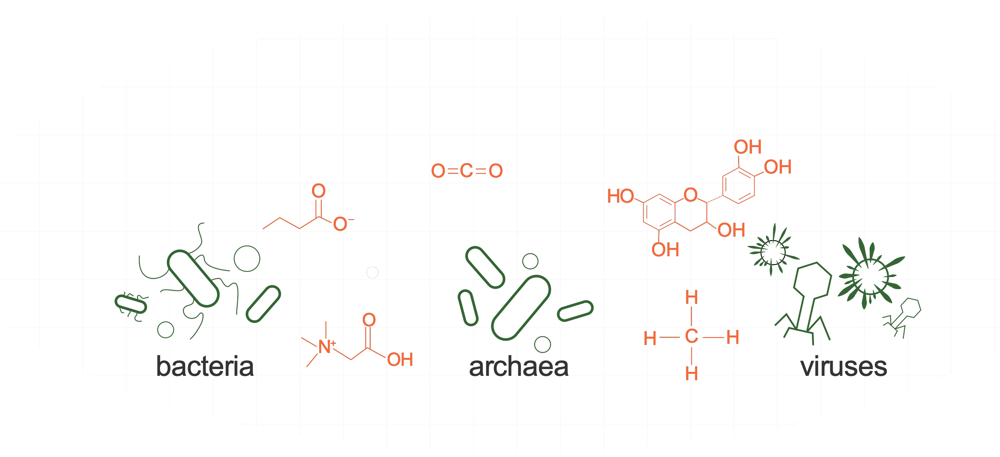 OH
OH
O=C=O
O
HO
O
O⁻
OH
OH
H
O
H
C
H
N⁺
OH
H
bacteria
archaea
viruses